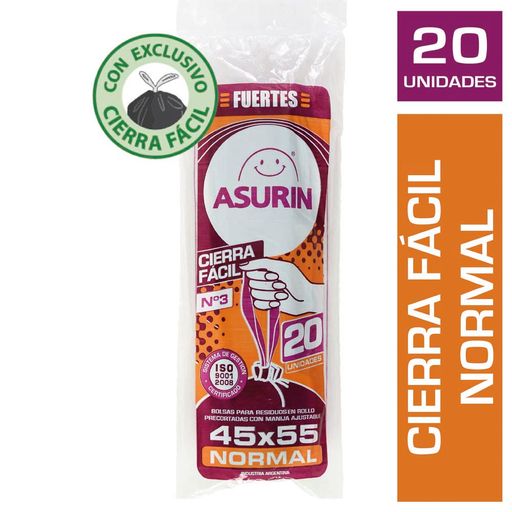 CON EXCLUSIVO
CIERRA FÁCIL
FUERTES
ASURIN
®
CIERRA
FÁCIL
Nº3
20
UNIDADES
SISTEMA DE GESTION
ISO
9001
2008
CERTIFICADO
BOLSAS PARA RESIDUOS EN ROLLO
PRECORTADAS CON MANIJA AJUSTABLE
45x55
NORMAL
INDUSTRIA ARGENTINA
20
UNIDADES
CIERRA FÁCIL
NORMAL